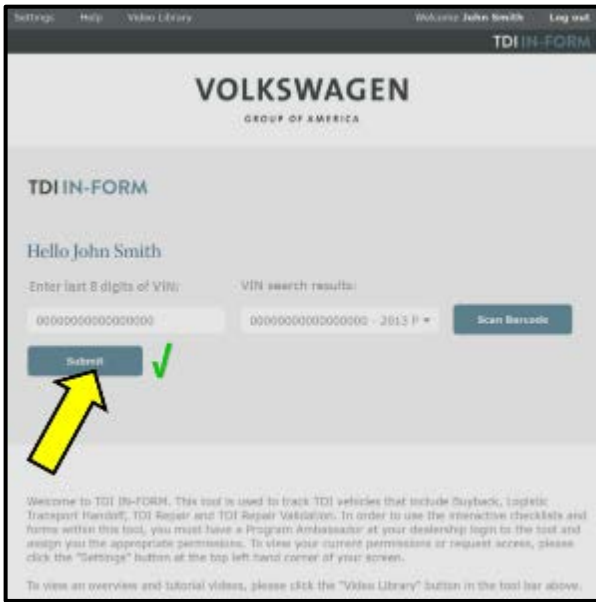 Settings Help Video Library Welcome John Smith Log out
TDI IN-FORM
VOLKSWAGEN
GROUP OF AMERICA
TDI IN-FORM
Hello John Smith
Enter last 8 digits of VIN: VIN search results:
00000000000000000 00000000000000000 - 2013 P Scan Barcode
Submit √
Welcome to TDI IN-FORM. This tool is used to track TDI vehicles that include Buyback, Logistic
Transport Handoff, TDI Repair and TDI Repair Validation. In order to use the interactive checklists and
forms within this tool, you must have a Program Ambassador at your dealership login to the tool and
assign you the appropriate permissions. To view your current permissions or request access, please
click the "Settings" button at the top left hand corner of your screen.
To view an overview and tutorial videos, please click the "Video Library" button in the tool bar above.